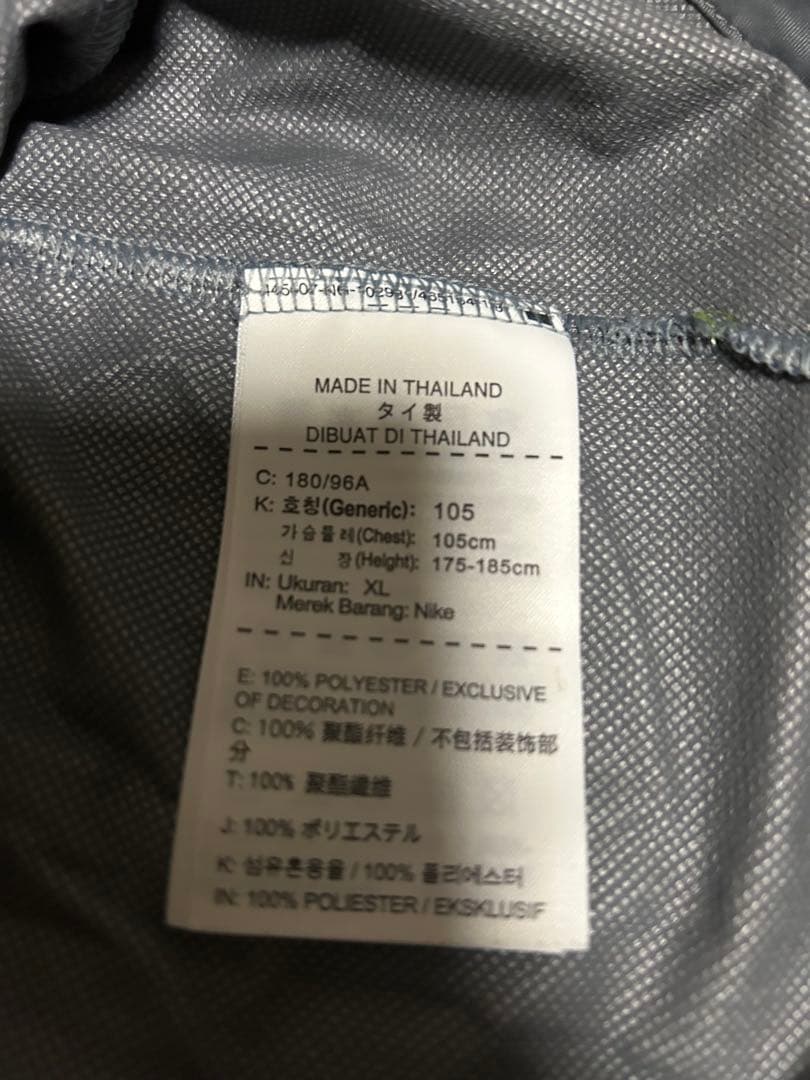 MADE IN THAILAND
タイ製
DIBUAT DI THAILAND
C: 180/96A
K: 호칭(Generic): 105
가슴둘레(Chest): 105cm
신 장(Height): 175-185cm
IN: Ukuran: XL
Merek Barang: Nike
E: 100% POLYESTER / EXCLUSIVE
OF DECORATION
C: 100% 聚酯纤维 / 不包括装饰部
分
T: 100% 聚酯纖維
J: 100% ポリエステル
K: 섬유혼용율 / 100% 폴리에스터
IN: 100% POLIESTER / EKSKLUSIF